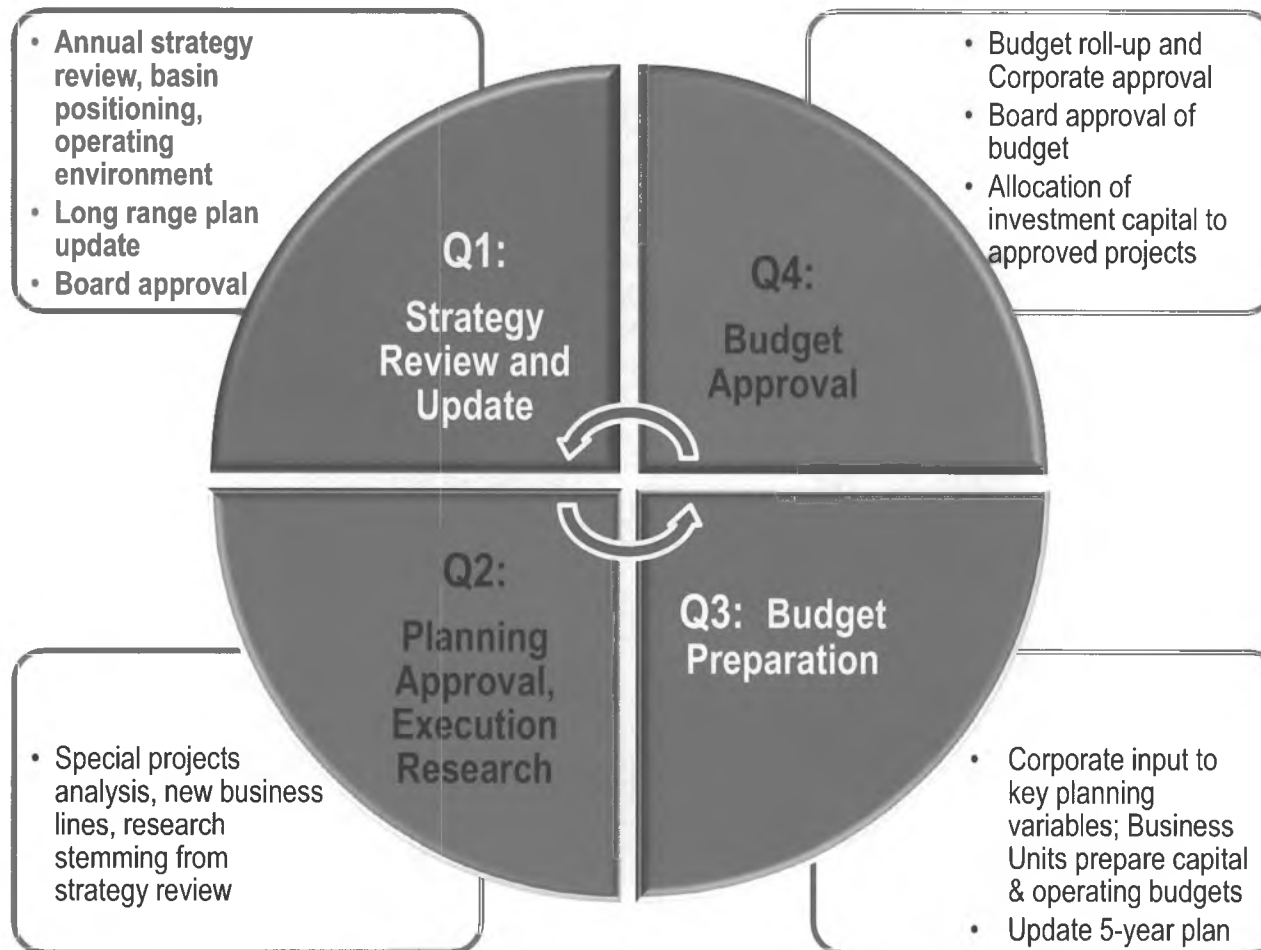 • Annual strategy
review, basin
positioning,
operating
environment
• Long range plan
update
• Board approval
Q1:
Strategy
Review and
Update
• Budget roll-up and
Corporate approval
• Board approval of
budget
• Allocation of
investment capital to
approved projects
Q4:
Budget
Approval
Q2:
Planning
Approval,
Execution
Research
• Special projects
analysis, new business
lines, research
stemming from
strategy review
Q3: Budget
Preparation
• Corporate input to
key planning
variables; Business
Units prepare capital
& operating budgets
• Update 5-year plan